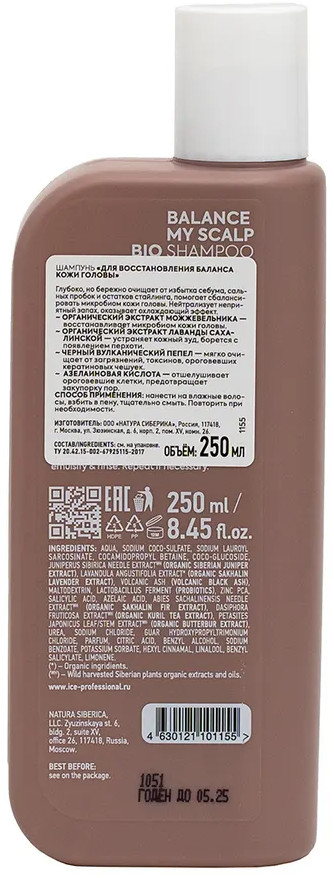 BALANCE
MY SCALP
BIO SHAMPOO
ШАМПУНЬ «ДЛЯ ВОССТАНОВЛЕНИЯ БАЛАНСА
КОЖИ ГОЛОВЫ»
Глубоко, но бережно очищает от избытка себума, саль-
ных пробок и остатков стайлинга, помогает сбаланси-
ровать микробиом кожи головы. Нейтрализует неприят-
ный запах, оказывает охлаждающий эффект.
- ОРГАНИЧЕСКИЙ ЭКСТРАКТ МОЖЖЕВЕЛЬНИКА —
восстанавливает микробиом кожи головы.
- ОРГАНИЧЕСКИЙ ЭКСТРАКТ ЛАВАНДЫ САХА-
ЛИНСКОЙ — устраняет кожный зуд, борется с
появлением перхоти.
- ЧЕРНЫЙ ВУЛКАНИЧЕСКИЙ ПЕПЕЛ — мягко очи-
щает от загрязнений, токсинов, ороговевших
кератиновых чешуек.
- АЗЕЛАИНОВАЯ КИСЛОТА — отшелушивает
ороговевшие клетки, предотвращает
закупорку пор.
СПОСОБ ПРИМЕНЕНИЯ: нанести на влажные воло-
сы, взбить в пену, тщательно смыть. Повторить при
необходимости.
ИЗГОТОВИТЕЛЬ: ООО «НАТУРА СИБЕРИКА», Россия, 117418,
г. Москва, ул. Зюзинская, д. 6, корп. 2, пом. XV, комн. 26.
СОСТАВ/INGREDIENTS: см. на упаковке.
ТУ 20.42.15-002-67925115-2017
ОБЪЁМ: 250 МЛ
1155
emulsify & rinse. Repeat if necessary.
EAC
HDPE
PP
250 ml /
8.45 fl.oz.
INGREDIENTS: AQUA, SODIUM COCO-SULFATE, SODIUM LAUROYL
SARCOSINATE, COCAMIDOPROPYL BETAINE, COCO-GLUCOSIDE,
JUNIPERUS SIBIRICA NEEDLE EXTRACT (ORGANIC SIBERIAN JUNIPER
EXTRACT), LAVANDULA ANGUSTIFOLIA EXTRACT (ORGANIC SAKHALIN
LAVENDER EXTRACT), VOLCANIC ASH (VOLCANIC BLACK ASH),
MALTODEXTRIN, LACTOBACILLUS FERMENT (PROBIOTICS), ZINC PCA,
SALICYLIC ACID, AZELAIC ACID, ABIES SACHALINENSIS NEEDLE
EXTRACT (ORGANIC SAKHALIN FIR EXTRACT), DASIPHORA
FRUTICOSA EXTRACT (ORGANIC KURIL TEA EXTRACT), PETASITES
JAPONICUS LEAF/STEM EXTRACT (ORGANIC BUTTERBUR EXTRACT),
UREA, SODIUM CHLORIDE, GUAR HYDROXYPROPYLTRIMONIUM
CHLORIDE, PARFUM, CITRIC ACID, BENZYL ALCOHOL, SODIUM
BENZOATE, POTASSIUM SORBATE, HEXYL CINNAMAL, LINALOOL, BENZYL
SALICYLATE, LIMONENE.
(*) - Organic ingredients.
Wild harvested Siberian plants organic extracts and oils.
www.ice-professional.ru
NATURA SIBERICA,
LLC. Zyuzinskaya st. 6,
bldg. 2, suite XV,
office 26, 117418, Russia,
Moscow.
BEST BEFORE:
see on the package.
4 630121 101155 >
1051
ГОДЕН ДО 05.25